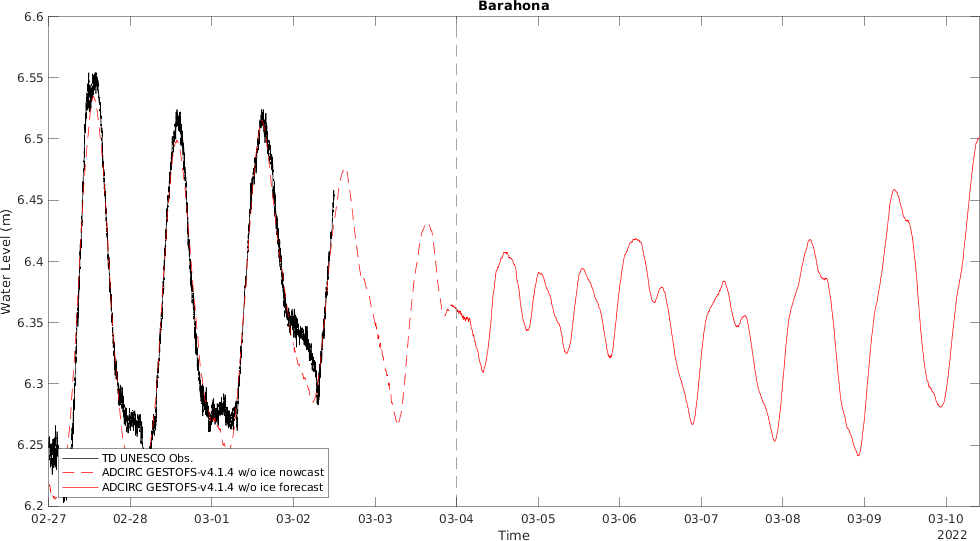 Barahona
6.6
6.55
6.5
6.45
6.4
6.35
6.3
6.25
6.2
Water Level (m)
TD UNESCO Obs.
ADCIRC GESTOFS-v4.1.4 w/o ice nowcast
ADCIRC GESTOFS-v4.1.4 w/o ice forecast
02-27 02-28 03-01 03-02 03-03 03-04 03-05 03-06 03-07 03-08 03-09 03-10
Time
2022